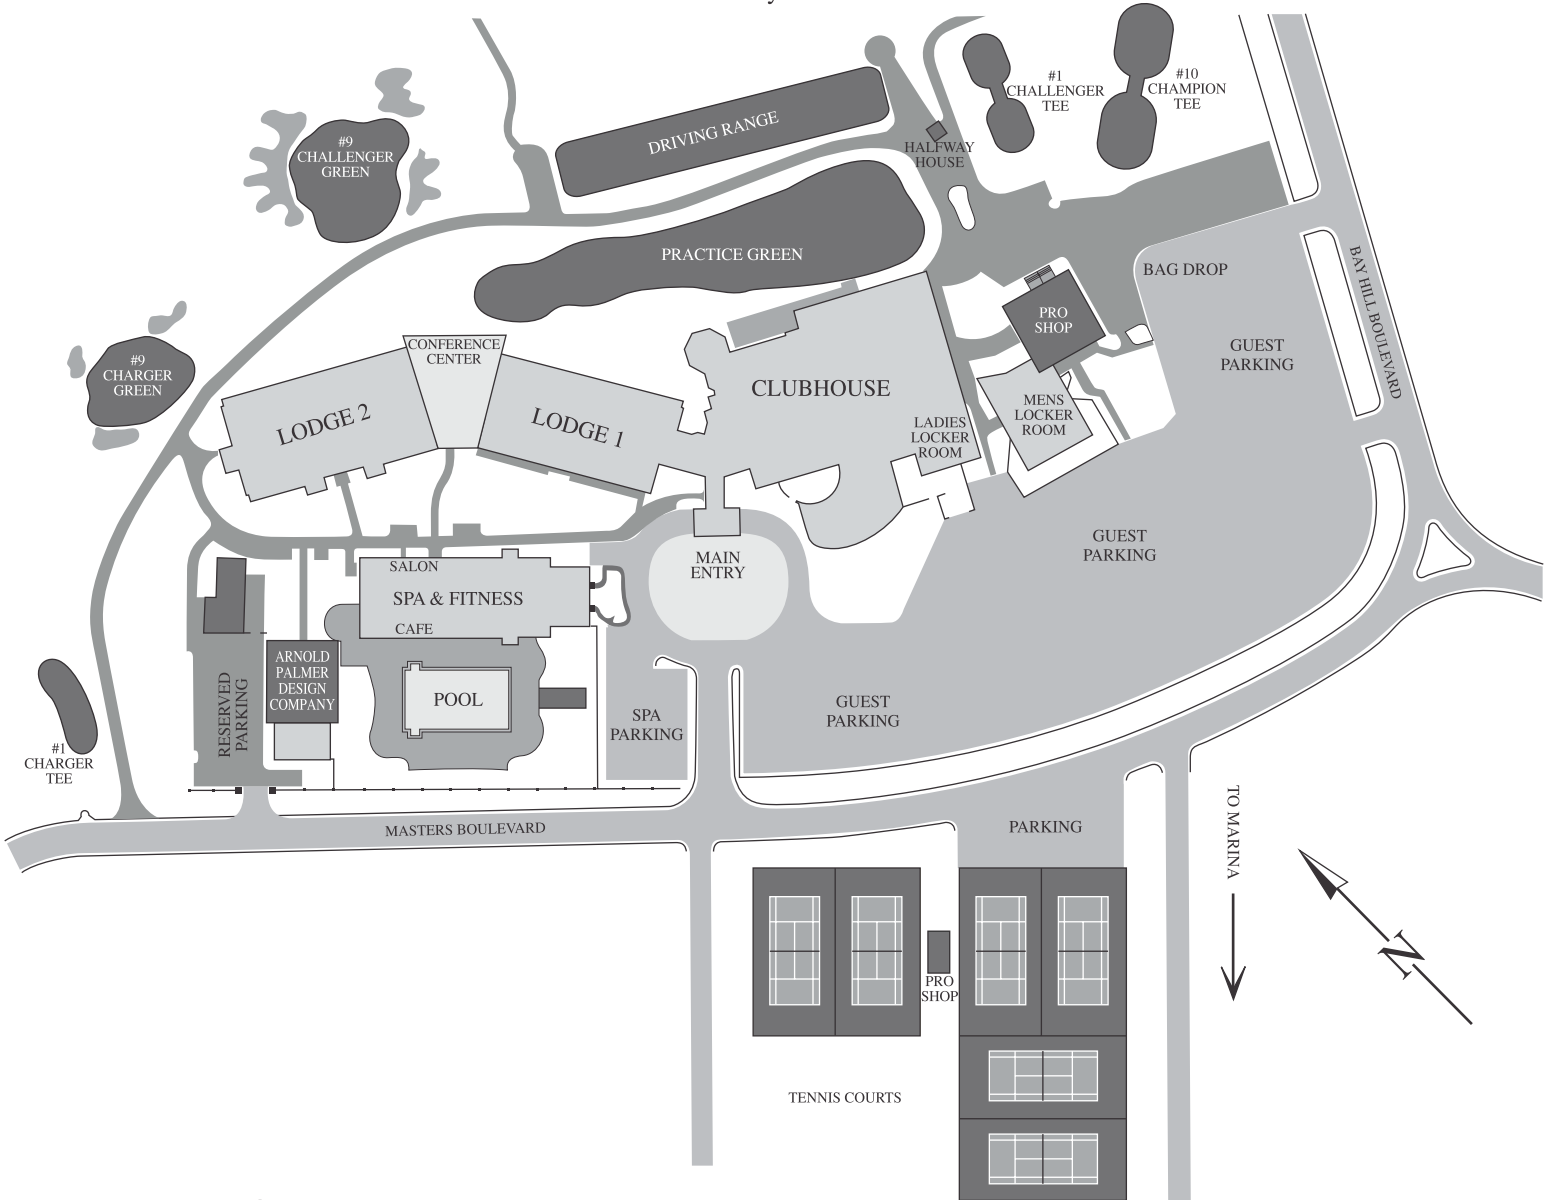 #1
CHALLENGER
TEE
#10
CHAMPION
TEE
DRIVING RANGE
HALFWAY
HOUSE
#9
CHALLENGER
GREEN
PRACTICE GREEN
BAG DROP
BAY HILL BOULEVARD
PRO
SHOP
GUEST
PARKING
CONFERENCE
CENTER
#9
CHARGER
GREEN
CLUBHOUSE
LODGE 2
LODGE 1
MENS
LOCKER
ROOM
LADIES
LOCKER
ROOM
GUEST
PARKING
MAIN
ENTRY
SALON
SPA & FITNESS
CAFE
ARNOLD
PALMER
DESIGN
COMPANY
RESERVED
PARKING
POOL
SPA
PARKING
GUEST
PARKING
#1
CHARGER
TEE
MASTERS BOULEVARD
PARKING
TO MARINA
N
PRO
SHOP
TENNIS COURTS